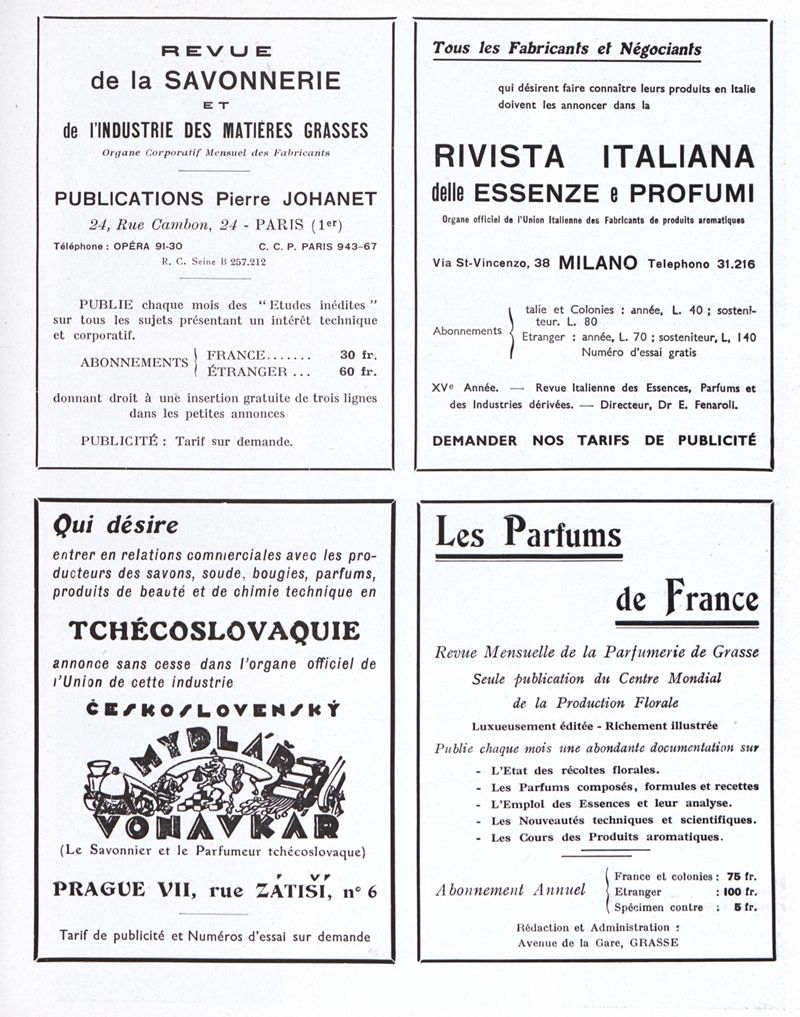 REVUE
de la SAVONNERIE
ET
de l'INDUSTRIE DES MATIÈRES GRASSES
Organe Corporatif Mensuel des Fabricants
PUBLICATIONS Pierre JOHANET
24, Rue Cambon, 24 - PARIS (1er)
Téléphone : OPÉRA 91-30 C. C. P. PARIS 943-67
R. C. Seine B 257.212
PUBLIE chaque mois des "Etudes inédites"
sur tous les sujets présentant un intérêt technique
et corporatif.
ABONNEMENTS
FRANCE....... 30 fr.
ÉTRANGER ... 60 fr.
donnant droit à une insertion gratuite de trois lignes
dans les petites annonces
PUBLICITÉ : Tarif sur demande.
Tous les Fabricants et Négociants
qui désirent faire connaître leurs produits en Italie
doivent les annoncer dans la
RIVISTA ITALIANA
delle ESSENZE e PROFUMI
Organe officiel de l'Union Italienne des Fabricants de produits aromatiques
Via St-Vincenzo, 38 MILANO Telephono 31.216
Abonnements
talie et Colonies : année, L. 40 ; sosteni-
teur. L. 80
Etranger : année, L. 70 ; sosteniteur, L, 140
Numéro d'essai gratis
XVe Année. — Revue Italienne des Essences, Parfums et
des Industries dérivées. — Directeur, Dr E. Fenaroli.
DEMANDER NOS TARIFS DE PUBLICITÉ
Qui désire
entrer en relations commerciales avec les pro-
ducteurs des savons, soude, bougies, parfums,
produits de beauté et de chimie technique en
TCHÉCOSLOVAQUIE
annonce sans cesse dans l'organe officiel de
l'Union de cette industrie
ČESKOSLOVENSKÝ
MYDLÁŘ
VOŇAVKÁŘ
(Le Savonnier et le Parfumeur tchécoslovaque)
PRAGUE VII, rue ZÁTIŠÍ, n° 6
Tarif de publicité et Numéros d'essai sur demande
Les Parfums
de France
Revue Mensuelle de la Parfumerie de Grasse
Seule publication du Centre Mondial
de la Production Florale
Luxueusement éditée - Richement illustrée
Publie chaque mois une abondante documentation sur
- L'Etat des récoltes florales.
- Les Parfums composés, formules et recettes
- L'Emploi des Essences et leur analyse.
- Les Nouveautés techniques et scientifiques.
- Les Cours des Produits aromatiques.
Abonnement Annuel
France et colonies : 75 fr.
Etranger : 100 fr.
Spécimen contre : 5 fr.
Rédaction et Administration :
Avenue de la Gare, GRASSE